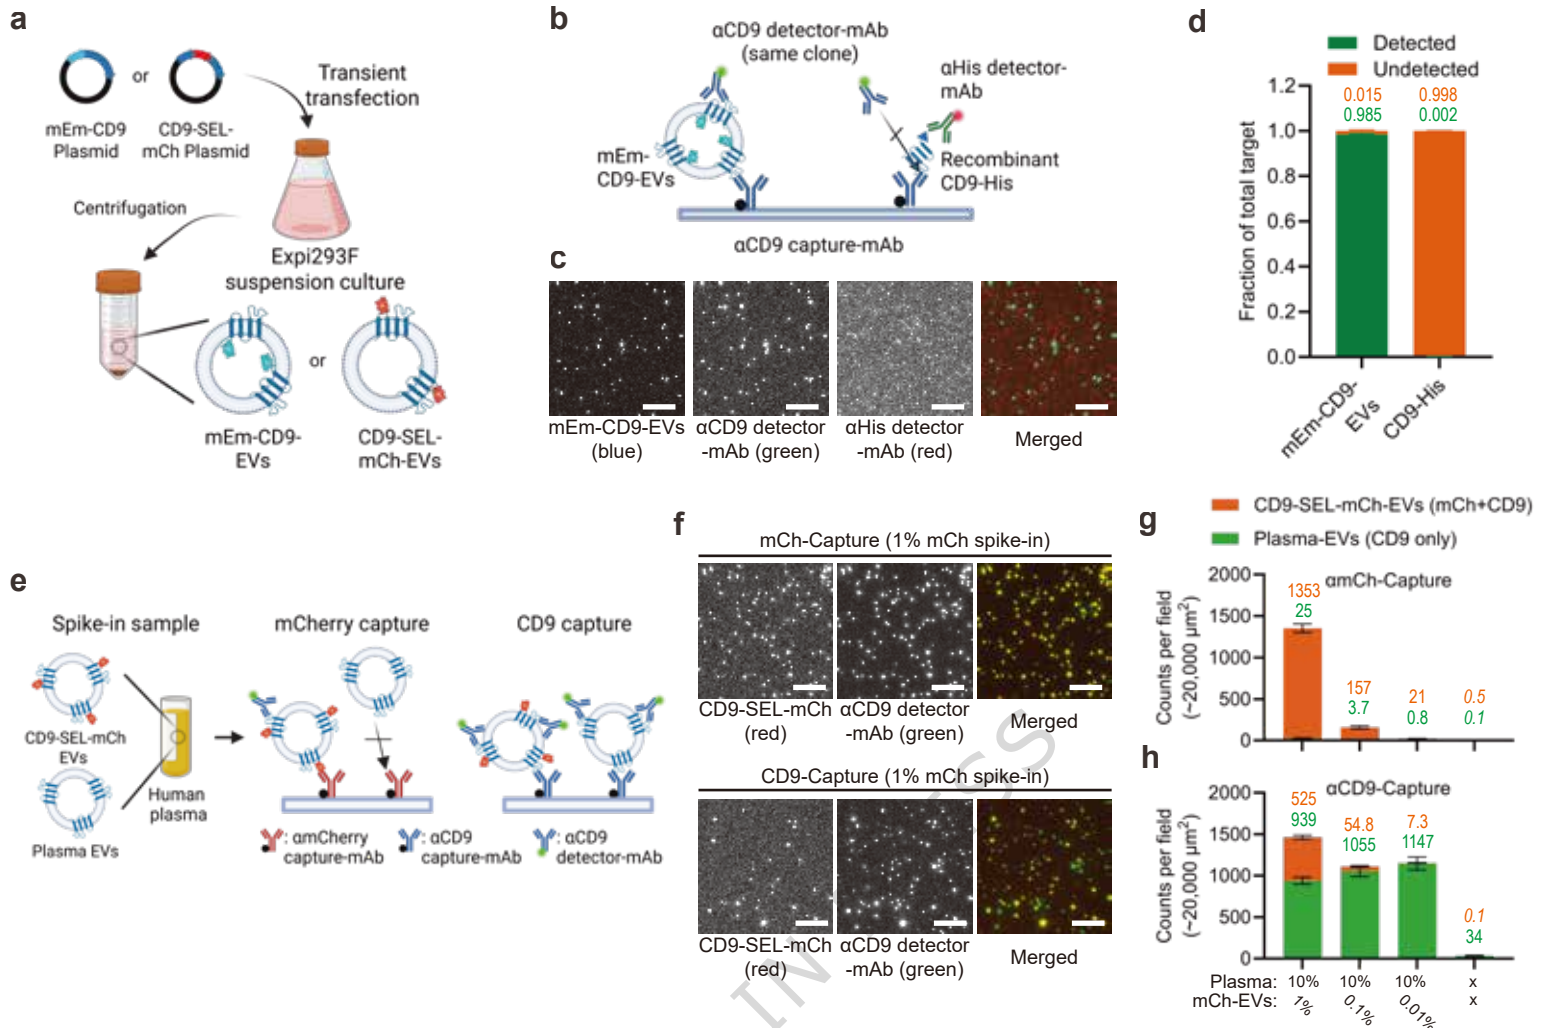 a
mEm-CD9
Plasmid
or
CD9-SEL-
mCh Plasmid
Transient
transfection
Centrifugation
Expi293F
suspension culture
or
mEm-CD9-
EVs
CD9-SEL-
mCh-EVs
b
αCD9 detector-mAb
(same clone)
αHis detector-
mAb
mEm-
CD9-EVs
Recombinant
CD9-His
αCD9 capture-mAb
c
mEm-CD9-EVs
(blue)
αCD9 detector
-mAb (green)
αHis detector
-mAb (red)
Merged
d
Detected
Undetected
Fraction of total target
1.2
1.0
0.8
0.6
0.4
0.2
0.0
0.015
0.985
0.998
0.002
mEm-CD9-
EVs
CD9-His
e
Spike-in sample
mCherry capture
CD9 capture
CD9-SEL-mCh
EVs
Plasma EVs
Human
plasma
: αmCherry
capture-mAb
: αCD9
capture-mAb
: αCD9
detector-mAb
f
mCh-Capture (1% mCh spike-in)
CD9-SEL-mCh
(red)
αCD9 detector
-mAb (green)
Merged
CD9-Capture (1% mCh spike-in)
CD9-SEL-mCh
(red)
αCD9 detector
-mAb (green)
Merged
g
CD9-SEL-mCh-EVs (mCh+CD9)
Plasma-EVs (CD9 only)
αmCh-Capture
Counts per field
(~20,000 µm²)
2000
1500
1000
500
0
1353
25
157
3.7
21
0.8
0.5
0.1
h
αCD9-Capture
Counts per field
(~20,000 µm²)
2000
1500
1000
500
0
525
939
54.8
1055
7.3
1147
0.1
34
Plasma: 10% 10% 10% x
mCh-EVs: 1% 0.1% 0.01% x